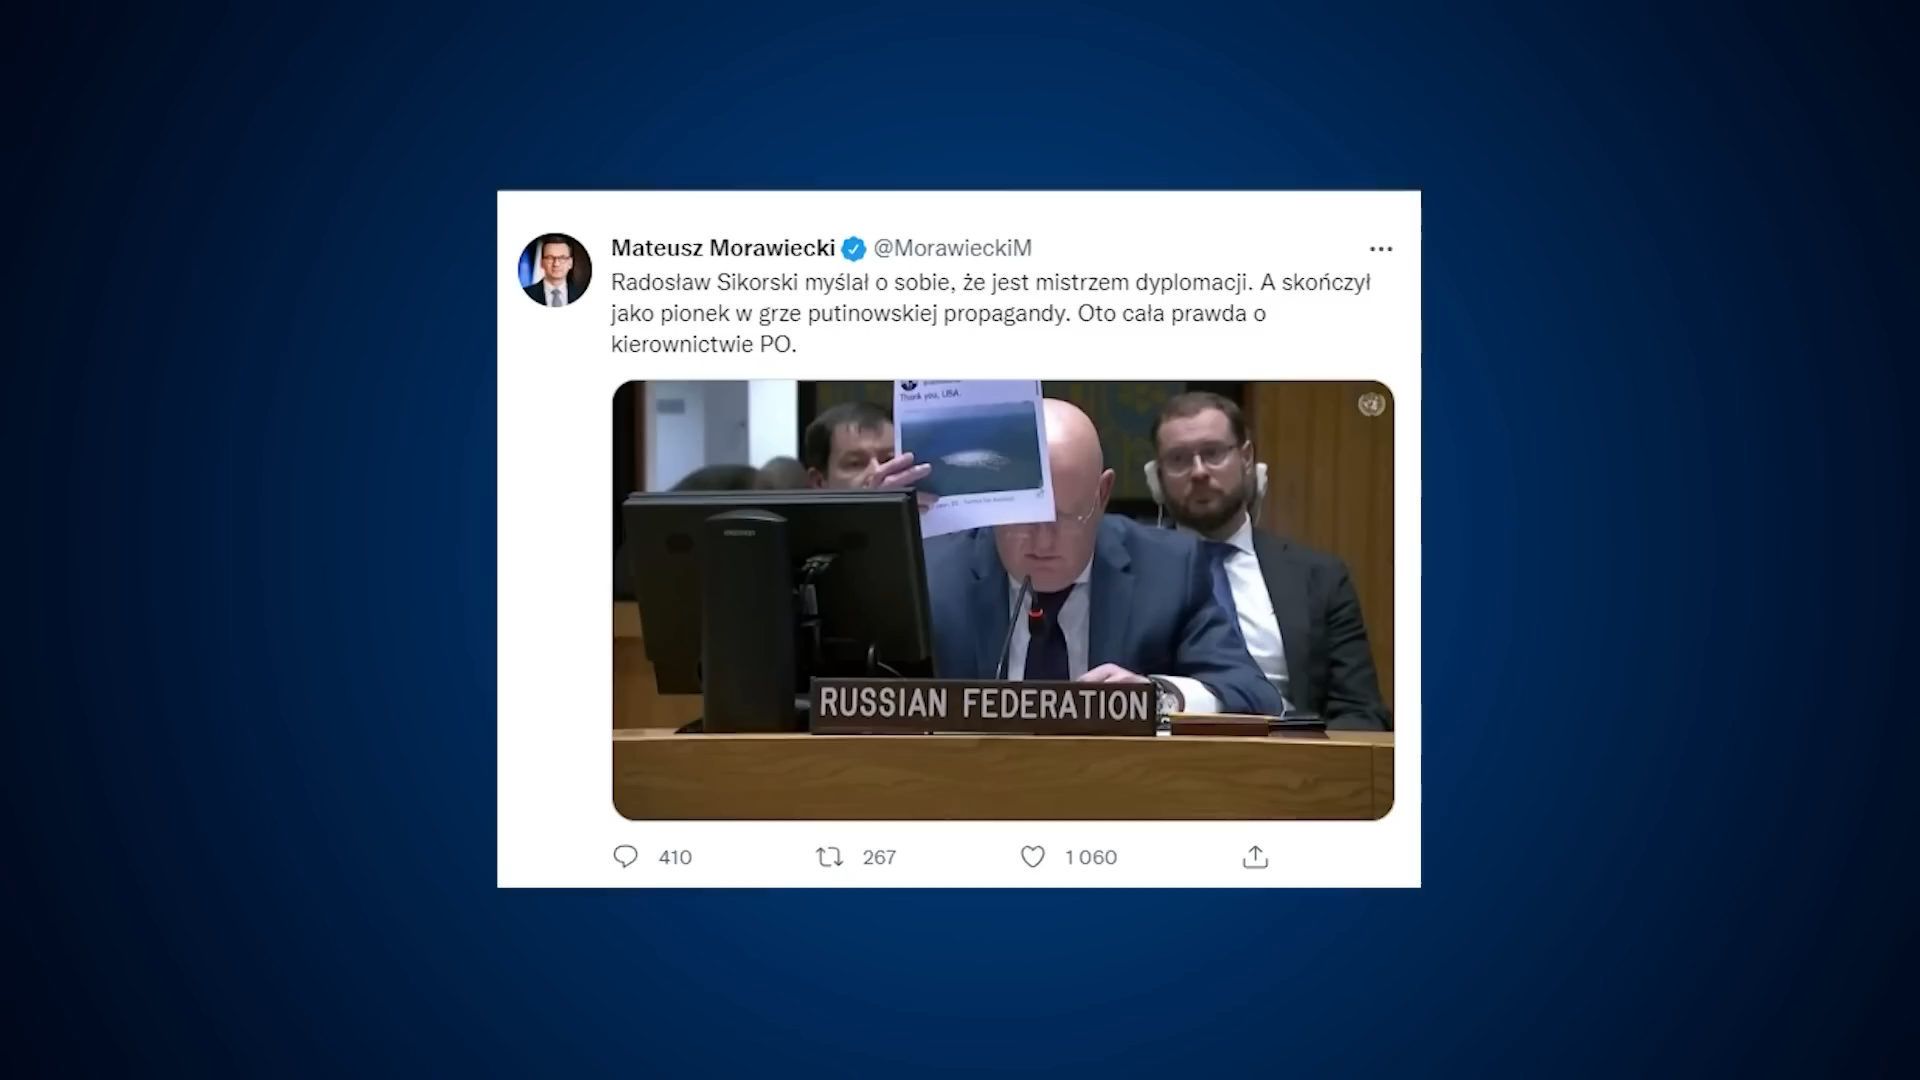 Mateusz Morawiecki @MorawieckiM
Radosław Sikorski myślał o sobie, że jest mistrzem dyplomacji. A skończył
jako pionek w grze putinowskiej propagandy. Oto cała prawda o
kierownictwie PO.
Thank you, USA.
RUSSIAN FEDERATION
410
267
1 060